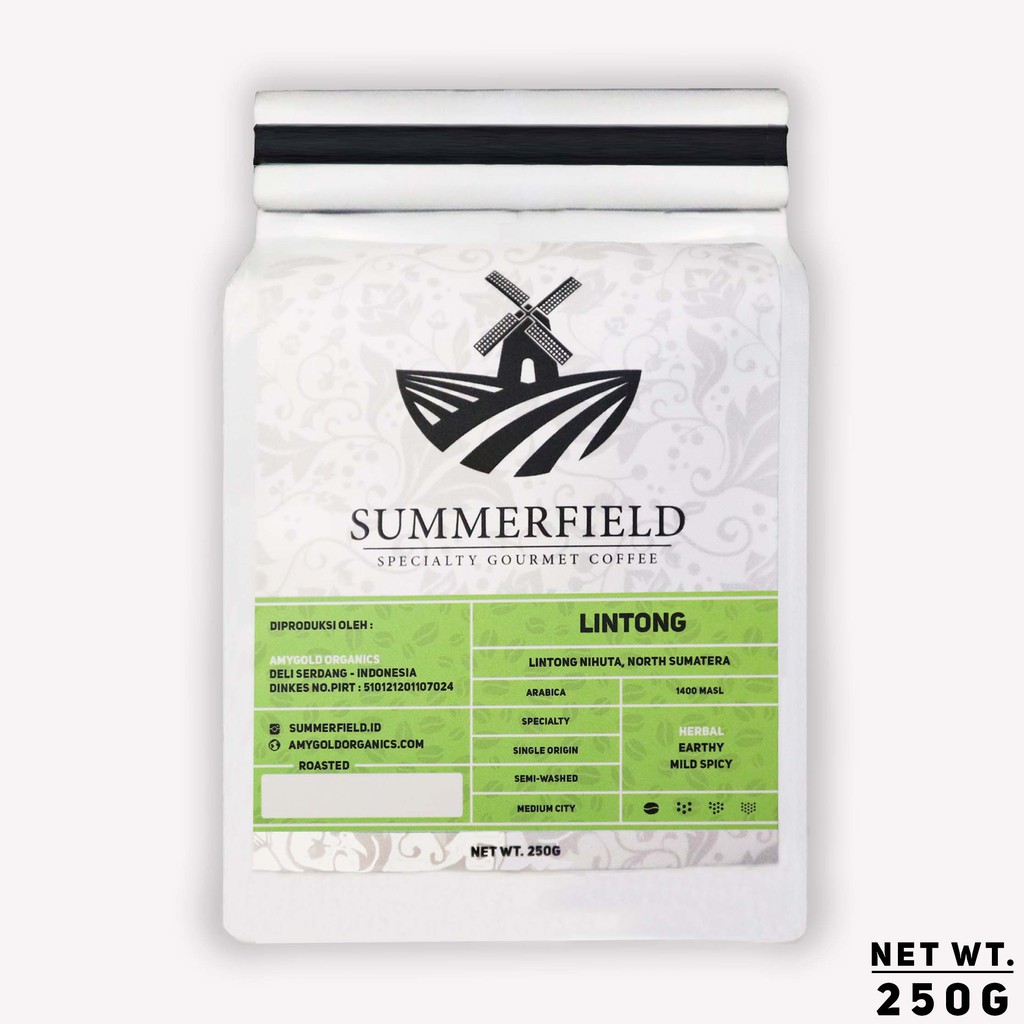 SUMMERFIELD
SPECIALTY GOURMET COFFEE
DIPRODUKSI OLEH :
AMYGOLD ORGANICS
DELI SERDANG - INDONESIA
DINKES NO.PIRT : 510121201107024
SUMMERFIELD.ID
AMYGOLDORGANICS.COM
ROASTED
LINTONG
LINTONG NIHUTA, NORTH SUMATERA
ARABICA
1400 MASL
SPECIALTY
SINGLE ORIGIN
SEMI-WASHED
MEDIUM CITY
HERBAL
EARTHY
MILD SPICY
NET WT. 250G
NET WT.
250G